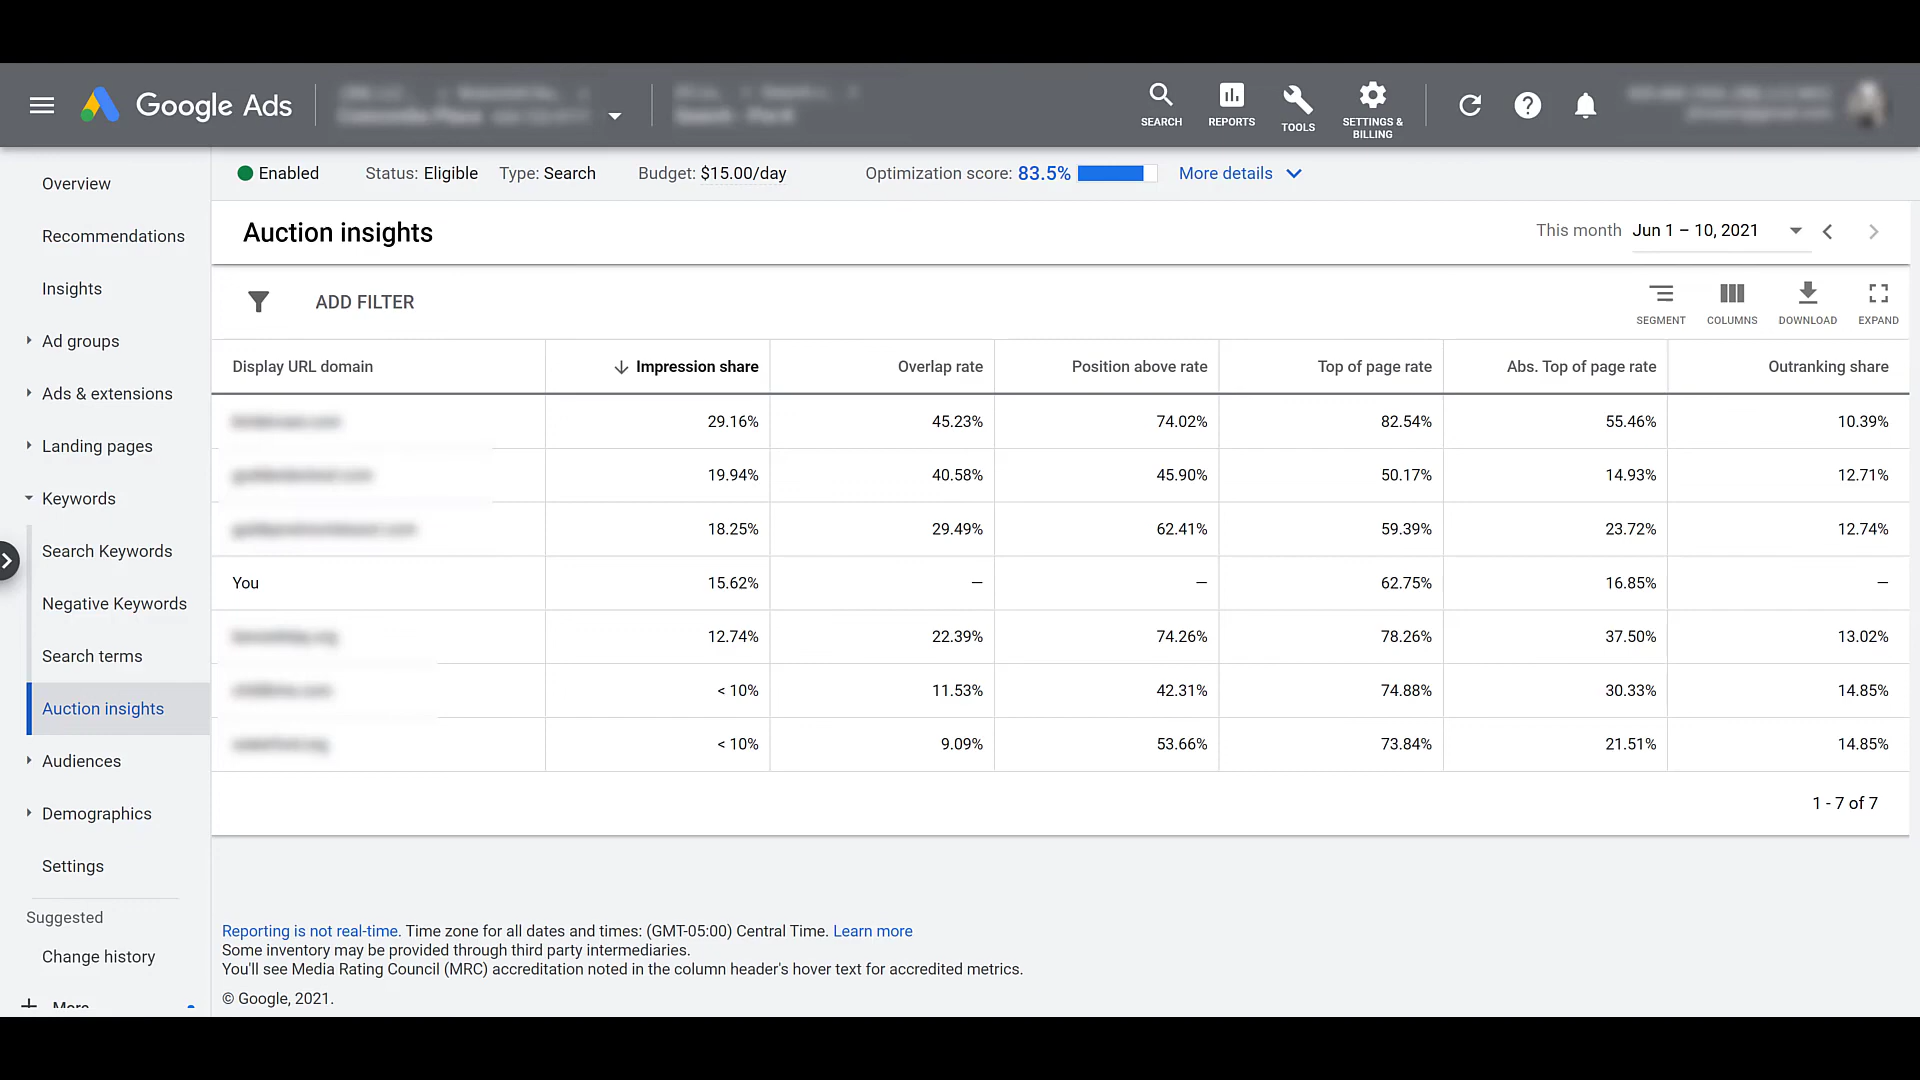 Google Ads
SEARCH
REPORTS
TOOLS
SETTINGS &
BILLING
Enabled
Status: Eligible
Type: Search
Budget: $15.00/day
Optimization score: 83.5%
More details
Overview
Recommendations
Insights
Ad groups
Ads & extensions
Landing pages
Keywords
Search Keywords
Negative Keywords
Search terms
Auction insights
Audiences
Demographics
Settings
Suggested
Change history
More
Auction insights
This month Jun 1 – 10, 2021
ADD FILTER
SEGMENT
COLUMNS
DOWNLOAD
EXPAND
Display URL domain Impression share Overlap rate Position above rate Top of page rate Abs. Top of page rate Outranking share
29.16% 45.23% 74.02% 82.54% 55.46% 10.39%
19.94% 40.58% 45.90% 50.17% 14.93% 12.71%
18.25% 29.49% 62.41% 59.39% 23.72% 12.74%
You 15.62% — — 62.75% 16.85% —
12.74% 22.39% 74.26% 78.26% 37.50% 13.02%
< 10% 11.53% 42.31% 74.88% 30.33% 14.85%
< 10% 9.09% 53.66% 73.84% 21.51% 14.85%
1 - 7 of 7
Reporting is not real-time. Time zone for all dates and times: (GMT-05:00) Central Time. Learn more
Some inventory may be provided through third party intermediaries.
You'll see Media Rating Council (MRC) accreditation noted in the column header's hover text for accredited metrics.
© Google, 2021.